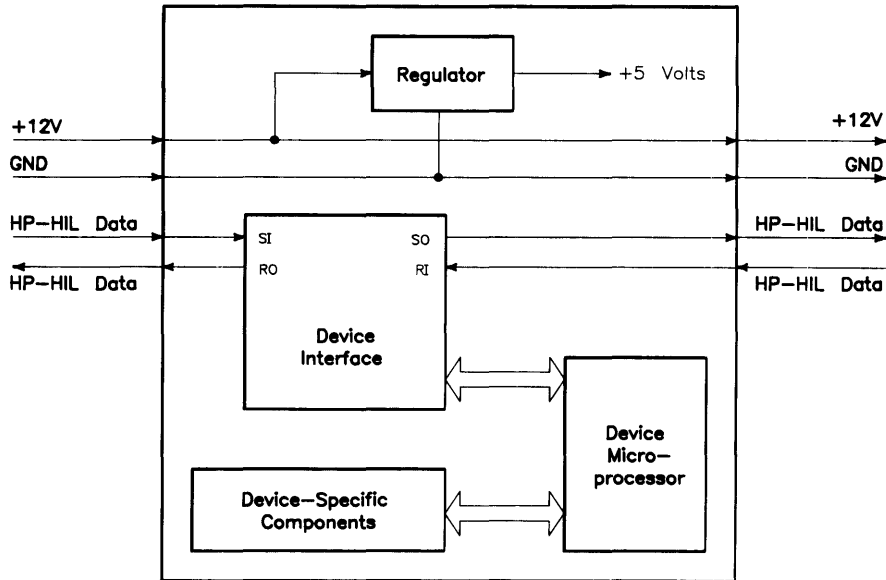 Regulator
+5 Volts
+12V
+12V
GND
GND
HP-HIL Data
HP-HIL Data
SI
SO
RO
RI
HP-HIL Data
HP-HIL Data
Device
Interface
Device
Micro-
processor
Device-Specific
Components